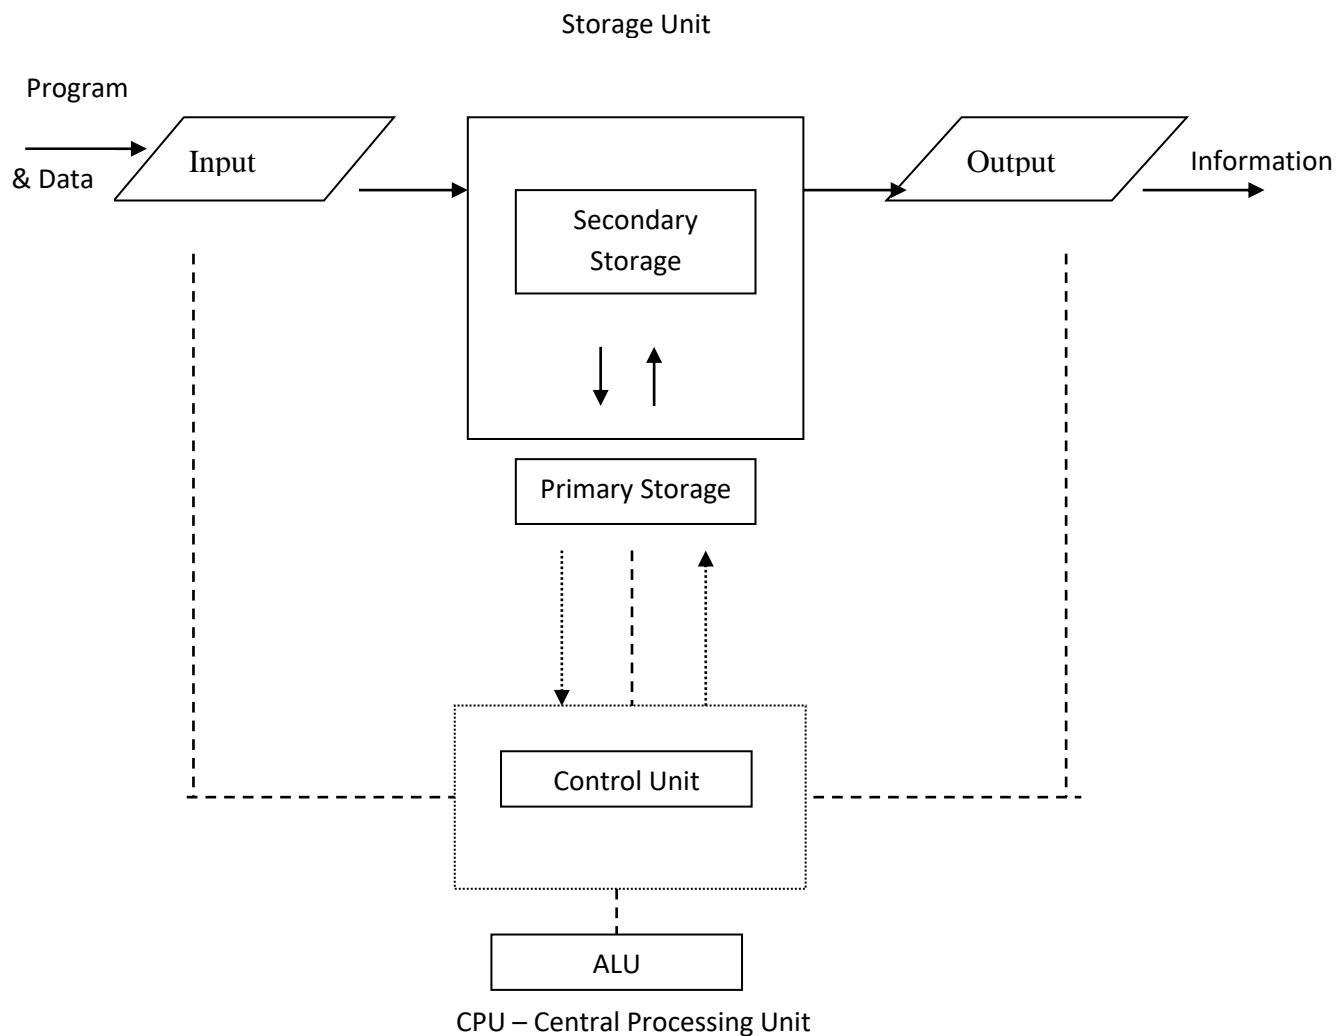 Storage Unit
Program
& Data
Input
Output
Information
Secondary
Storage
Primary Storage
Control Unit
ALU
CPU – Central Processing Unit